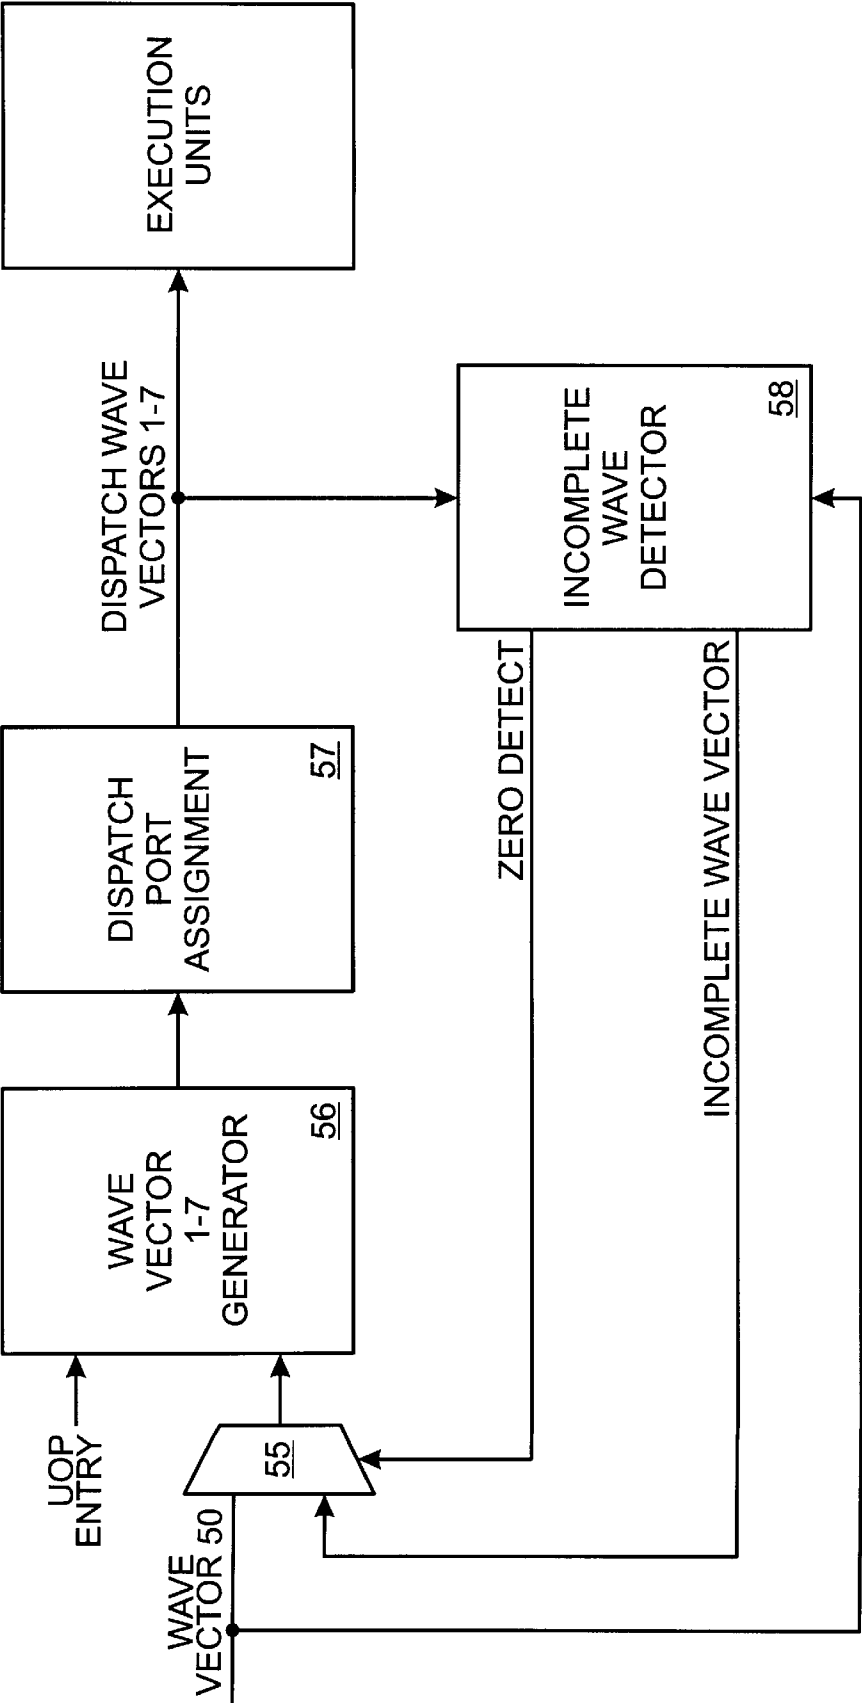 WAVE
VECTOR 50
UOP
ENTRY
55
WAVE
VECTOR
1-7
GENERATOR
56
DISPATCH
PORT
ASSIGNMENT
57
DISPATCH WAVE
VECTORS 1-7
EXECUTION
UNITS
ZERO DETECT
INCOMPLETE WAVE VECTOR
INCOMPLETE
WAVE
DETECTOR
58